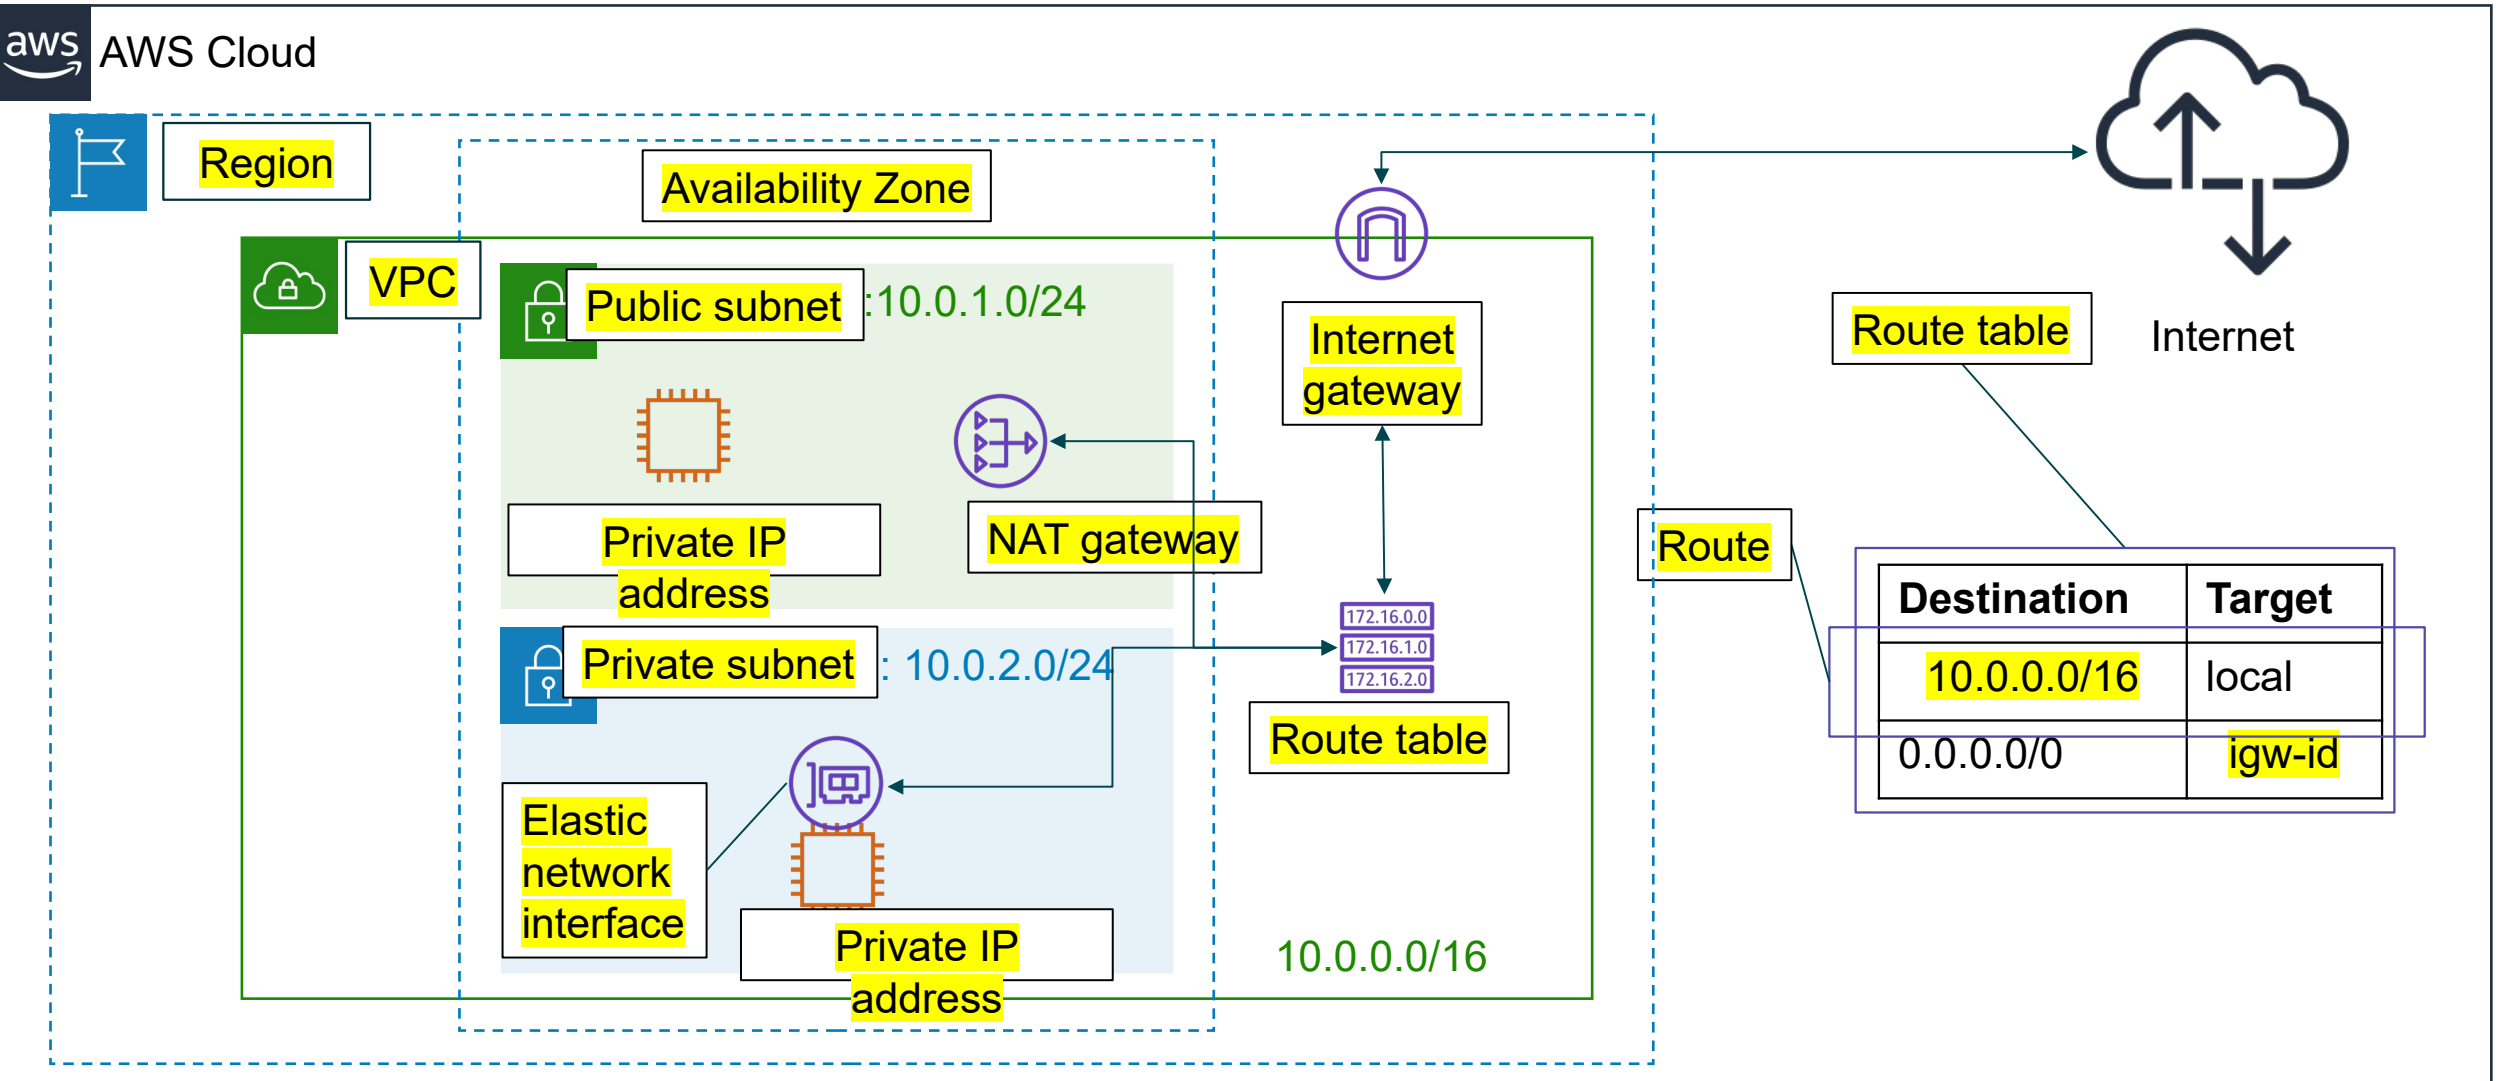 aws
AWS Cloud
Region
Availability Zone
VPC
Public subnet :10.0.1.0/24
Internet
gateway
Route table
Internet
Private IP
address
NAT gateway
Route
Destination Target
10.0.0.0/16 local
0.0.0.0/0 igw-id
172.16.0.0
172.16.1.0
172.16.2.0
Route table
Private subnet : 10.0.2.0/24
Elastic
network
interface
Private IP
address
10.0.0.0/16